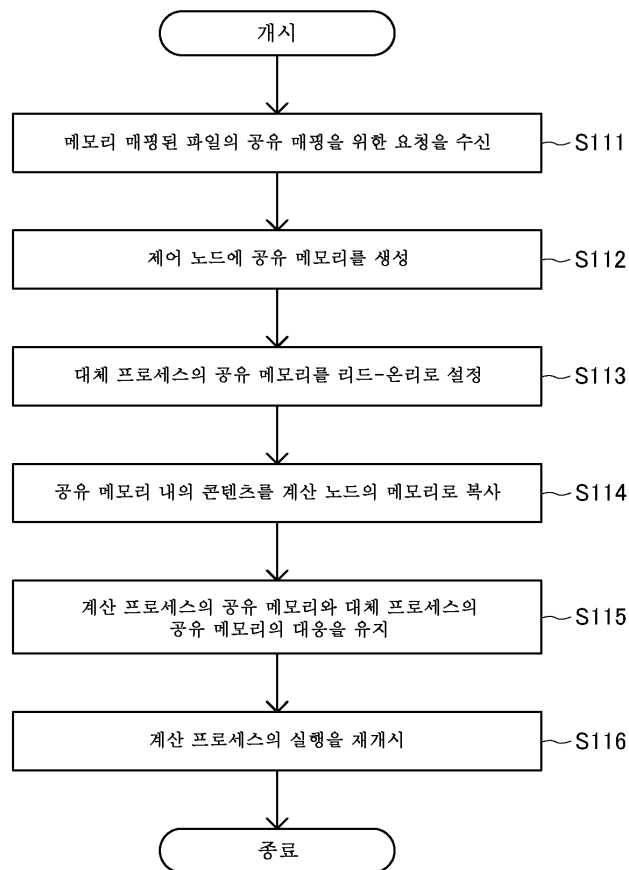 개시
메모리 매핑된 파일의 공유 매핑을 위한 요청을 수신
S111
제어 노드에 공유 메모리를 생성
S112
대체 프로세스의 공유 메모리를 리드-온리로 설정
S113
공유 메모리 내의 콘텐츠를 계산 노드의 메모리로 복사
S114
계산 프로세스의 공유 메모리와 대체 프로세스의
공유 메모리의 대응을 유지
S115
계산 프로세스의 실행을 재개시
S116
종료